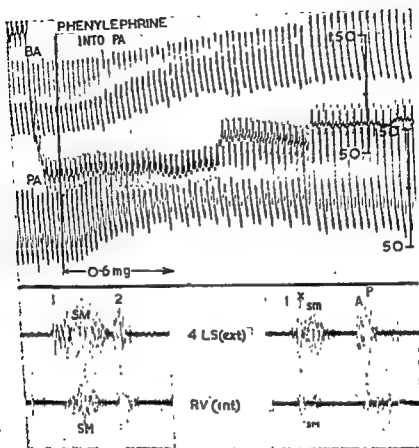 PHENYLEPHRINE
BA INTO PA
150
50
50
PA
50
0.6 mg
1 SM 2
4 LS(ext)
1 x sm A P
SM
RV (int)
SM